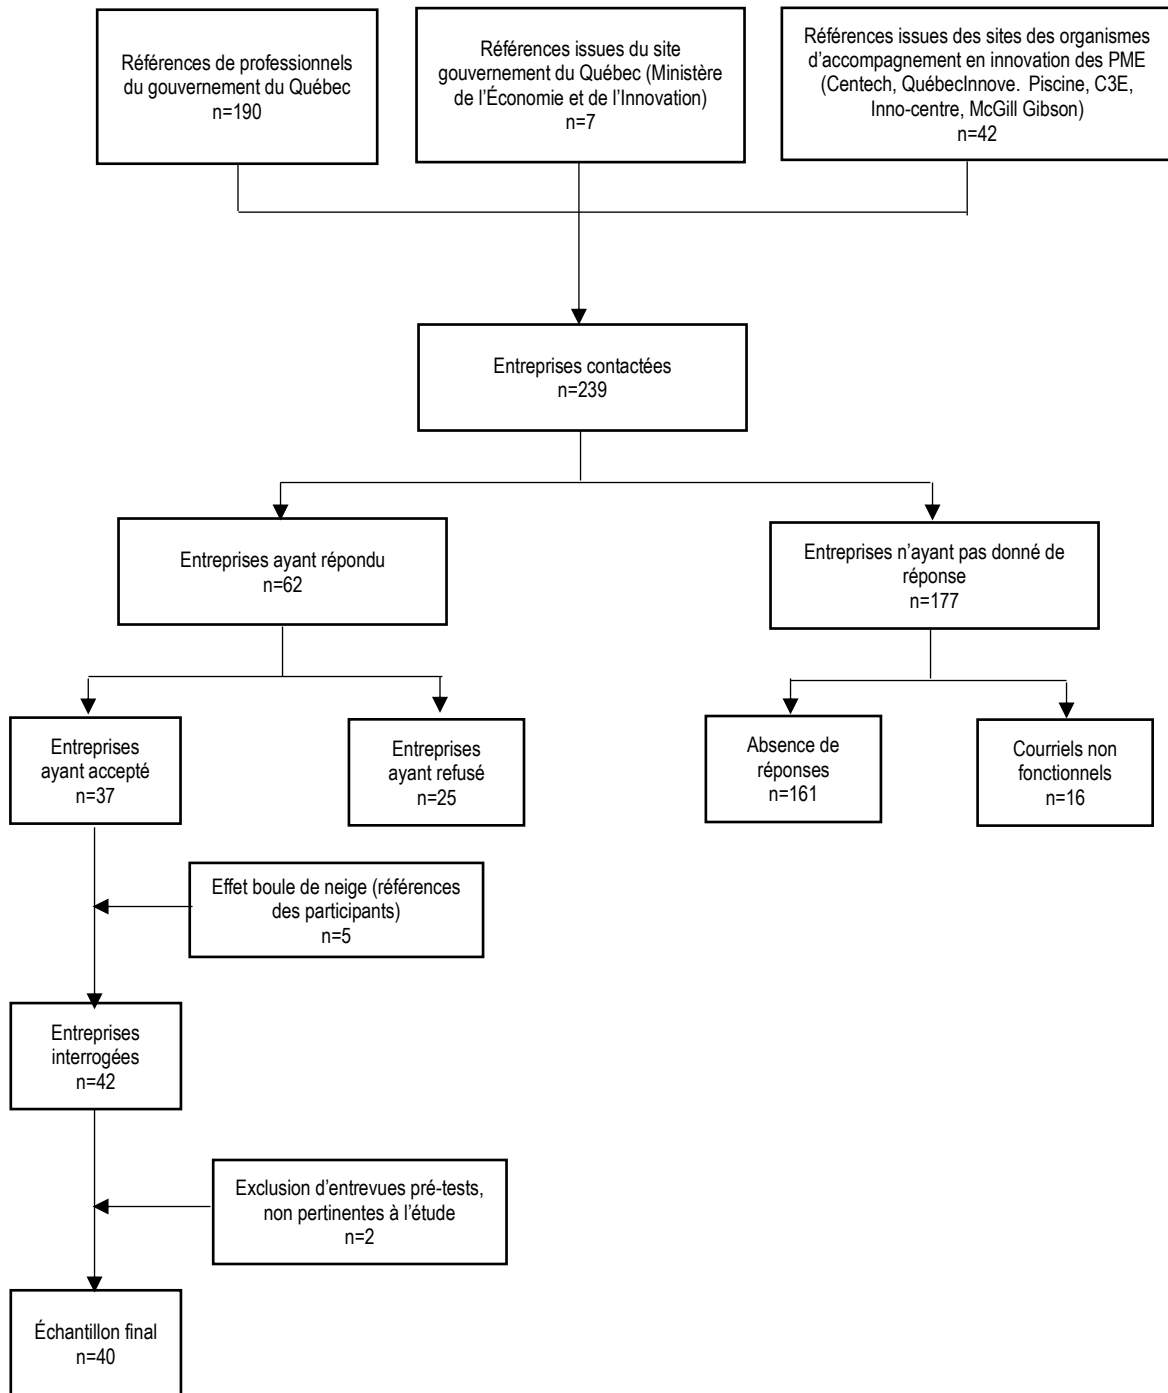 Références de professionnels
du gouvernement du Québec
n=190
Références issues du site
gouvernement du Québec (Ministère
de l’Économie et de l’Innovation)
n=7
Références issues des sites des organismes
d’accompagnement en innovation des PME
(Centech, QuébecInnove. Piscine, C3E,
Inno-centre, McGill Gibson)
n=42
Entreprises contactées
n=239
Entreprises ayant répondu
n=62
Entreprises n’ayant pas donné de
réponse
n=177
Entreprises
ayant accepté
n=37
Entreprises
ayant refusé
n=25
Absence de
réponses
n=161
Courriels non
fonctionnels
n=16
Effet boule de neige (références
des participants)
n=5
Entreprises
interrogées
n=42
Exclusion d’entrevues pré-tests,
non pertinentes à l’étude
n=2
Échantillon final
n=40